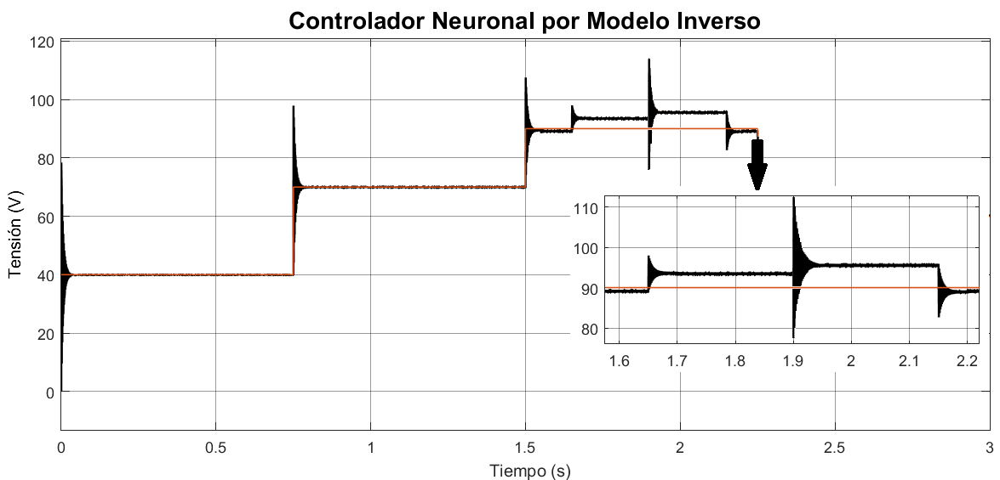 Controlador Neuronal por Modelo Inverso
Tensión (V)
120
100
80
60
40
20
0
110
100
90
80
1.6 1.7 1.8 1.9 2 2.1 2.2
0 0.5 1 1.5 2 2.5 3
Tiempo (s)